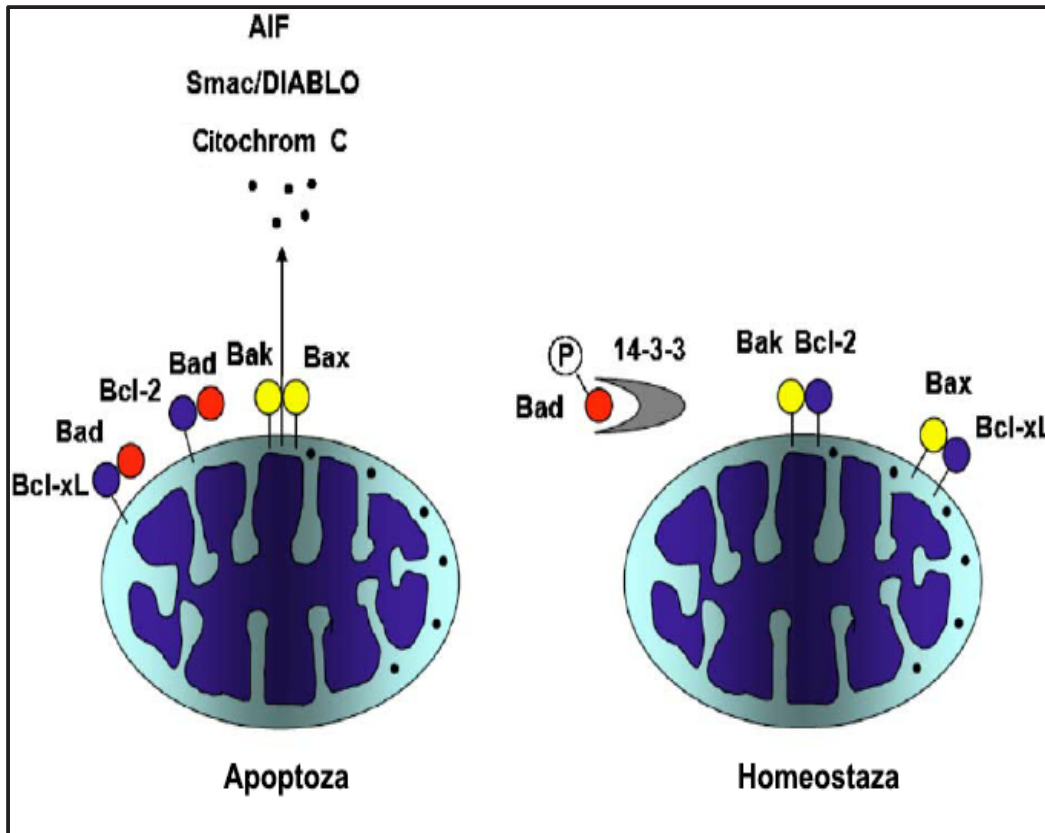 AIF
Smac/DIABLO
Citochrom C
Bad
Bak
Bax
Bcl-2
Bad
Bcl-xL
Apoptoza
P
14-3-3
Bad
Bak Bcl-2
Bax
Bcl-xL
Homeostaza